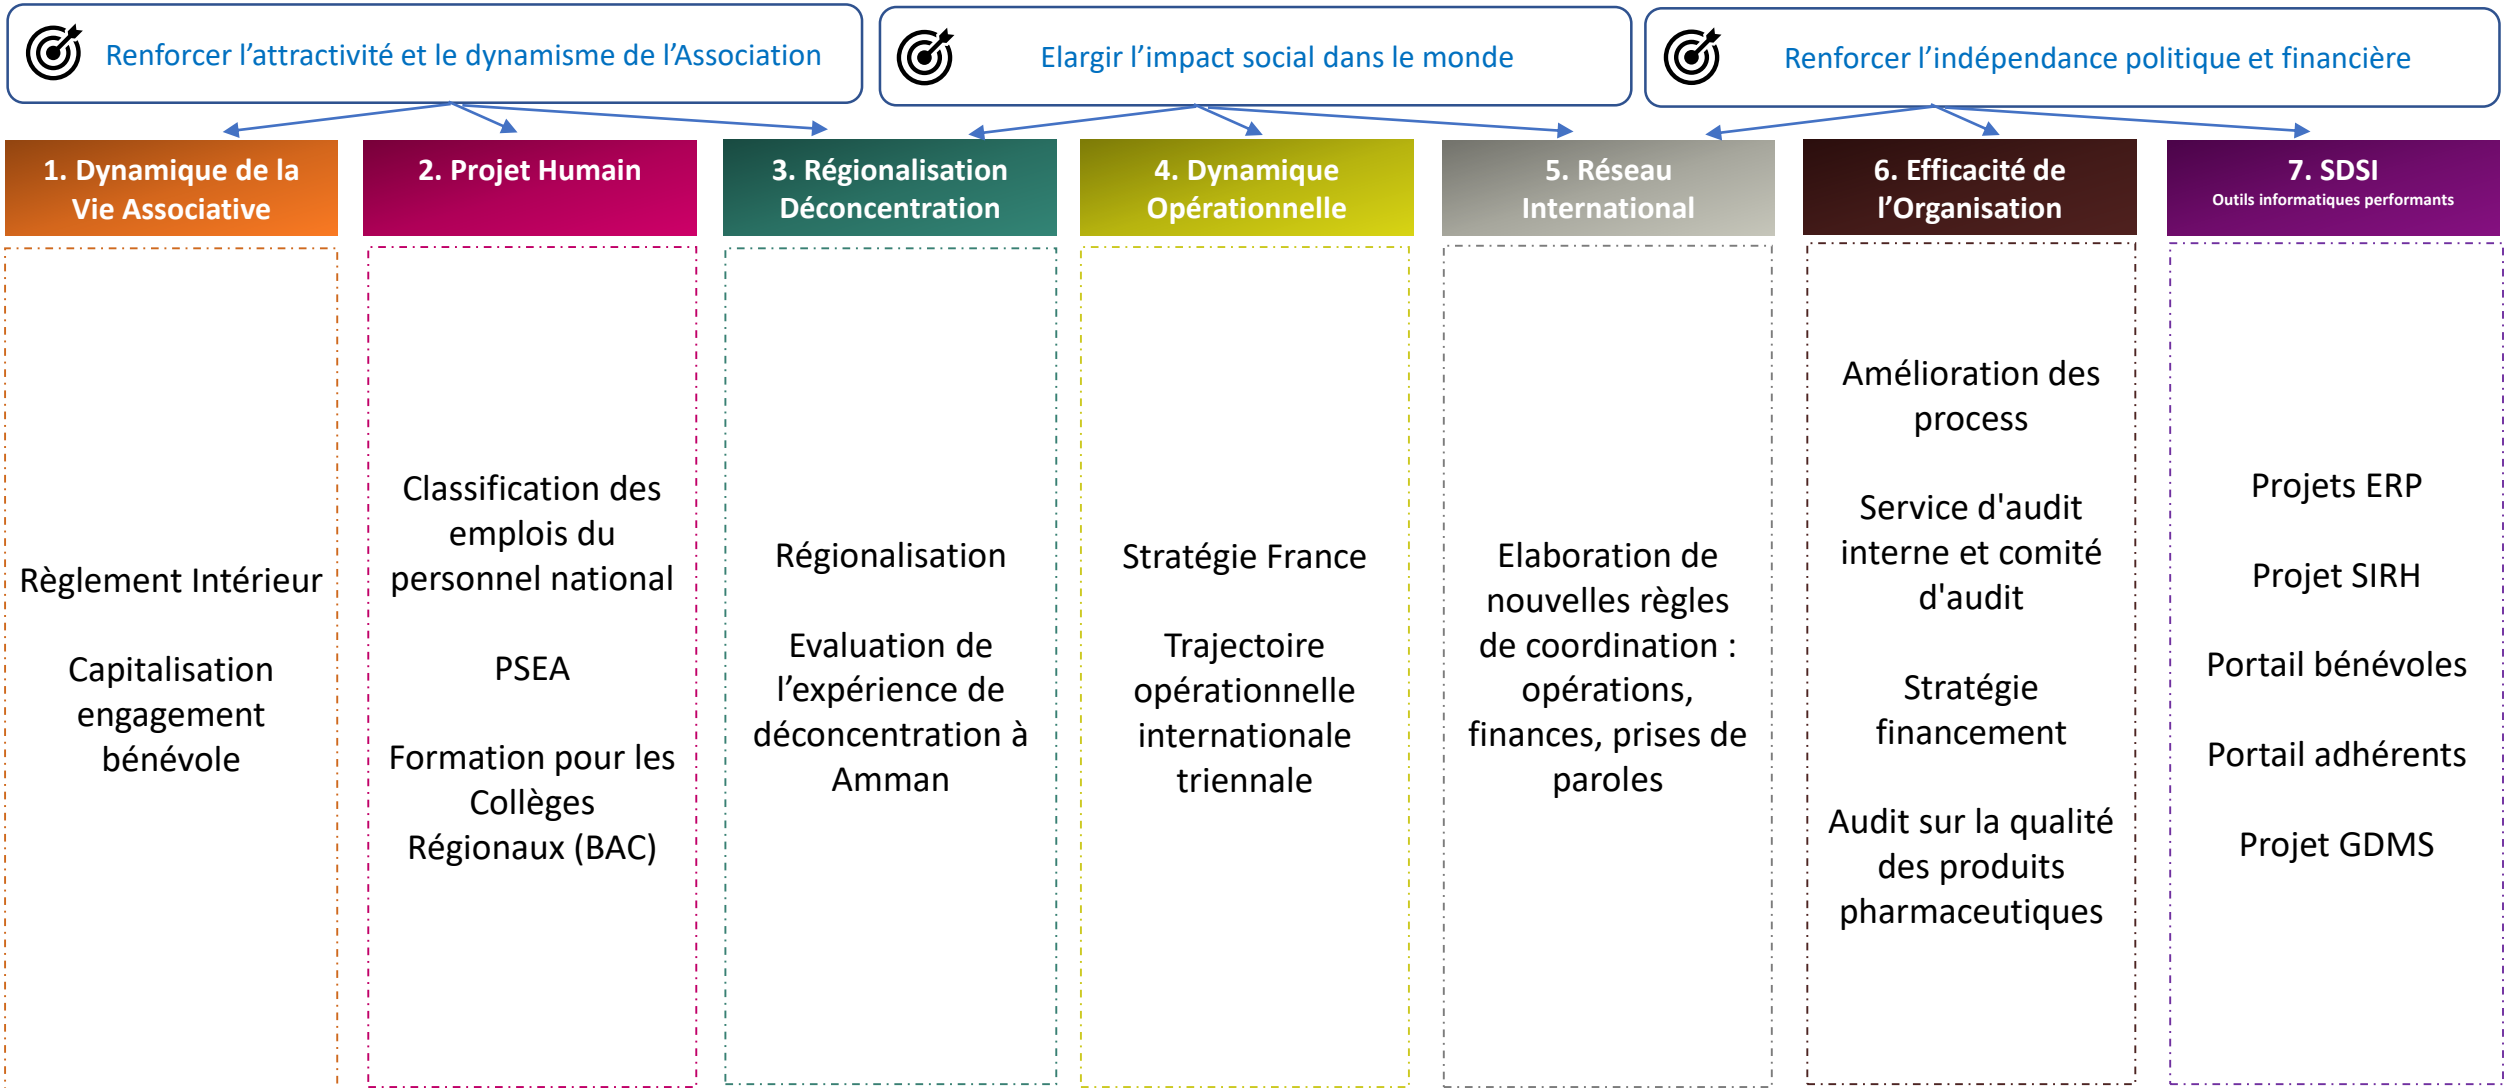 Renforcer l’attractivité et le dynamisme de l’Association
Elargir l’impact social dans le monde
Renforcer l’indépendance politique et financière
1. Dynamique de la
Vie Associative
2. Projet Humain
3. Régionalisation
Déconcentration
4. Dynamique
Opérationnelle
5. Réseau
International
6. Efficacité de
l’Organisation
7. SDSI
Outils informatiques performants
Règlement Intérieur
Capitalisation
engagement
bénévole
Classification des
emplois du
personnel national
PSEA
Formation pour les
Collèges
Régionaux (BAC)
Régionalisation
Evaluation de
l’expérience de
déconcentration à
Amman
Stratégie France
Trajectoire
opérationnelle
internationale
triennale
Elaboration de
nouvelles règles
de coordination :
opérations,
finances, prises de
paroles
Amélioration des
process
Service d'audit
interne et comité
d'audit
Stratégie
financement
Audit sur la qualité
des produits
pharmaceutiques
Projets ERP
Projet SIRH
Portail bénévoles
Portail adhérents
Projet GDMS